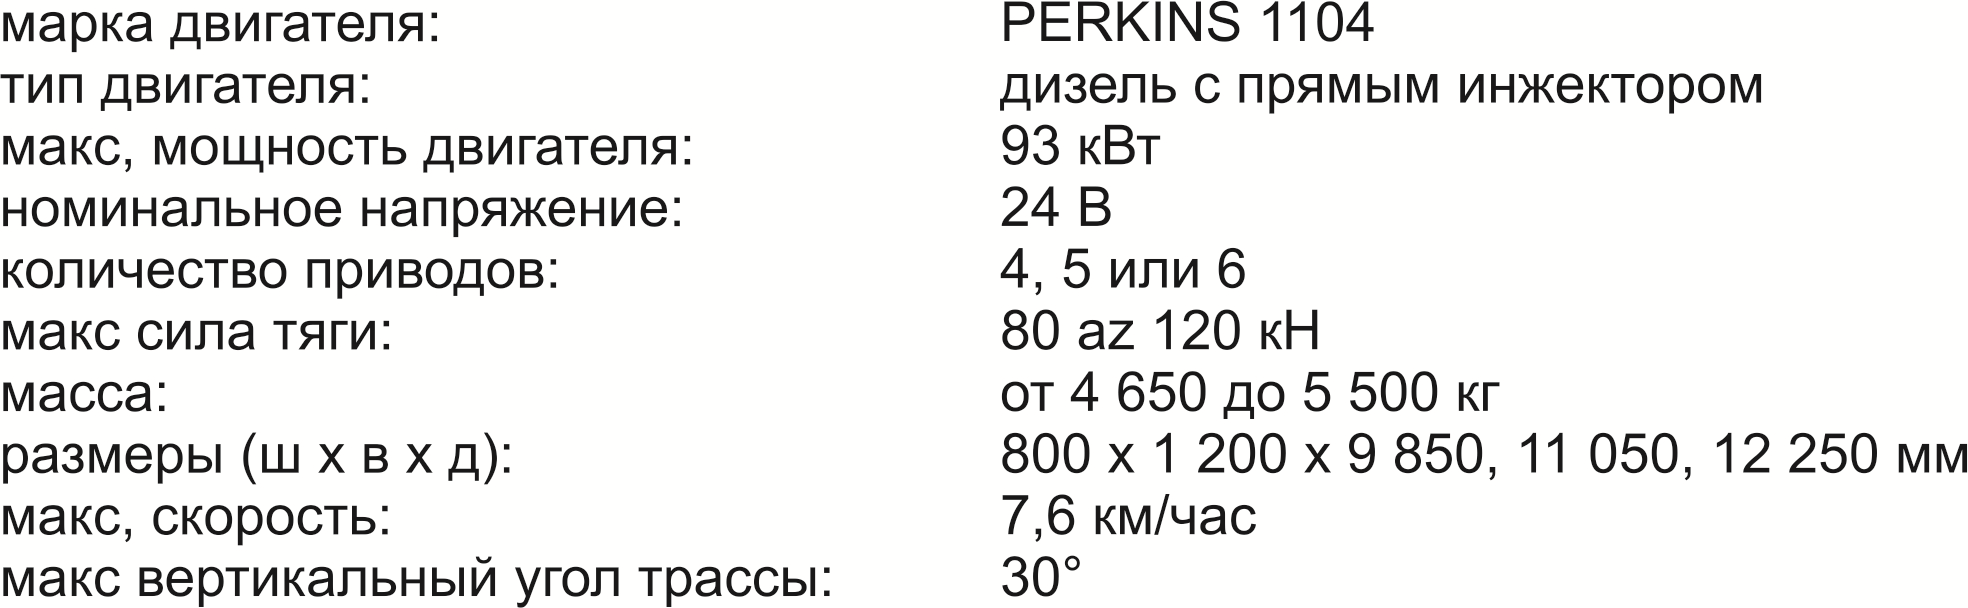 марка двигателя: PERKINS 1104
тип двигателя: дизель с прямым инжектором
макс, мощность двигателя: 93 кВт
номинальное напряжение: 24 В
количество приводов: 4, 5 или 6
макс сила тяги: 80 az 120 кН
масса: от 4 650 до 5 500 кг
размеры (ш x в x д): 800 x 1 200 x 9 850, 11 050, 12 250 мм
макс, скорость: 7,6 км/час
макс вертикальный угол трассы: 30°